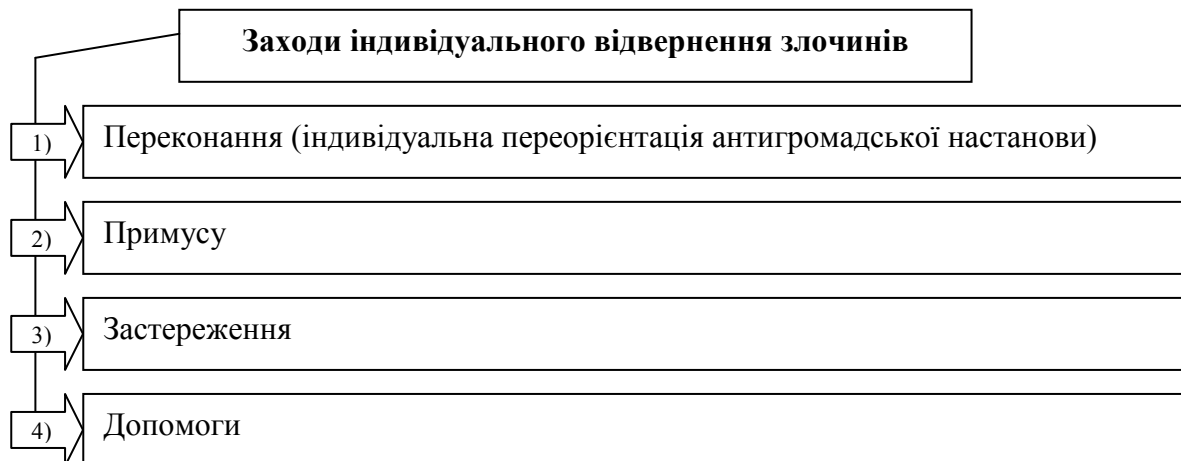 Заходи індивідуального відвернення злочинів
1) Переконання (індивідуальна переорієнтація антигромадської настанови)
2) Примусу
3) Застереження
4) Допомоги